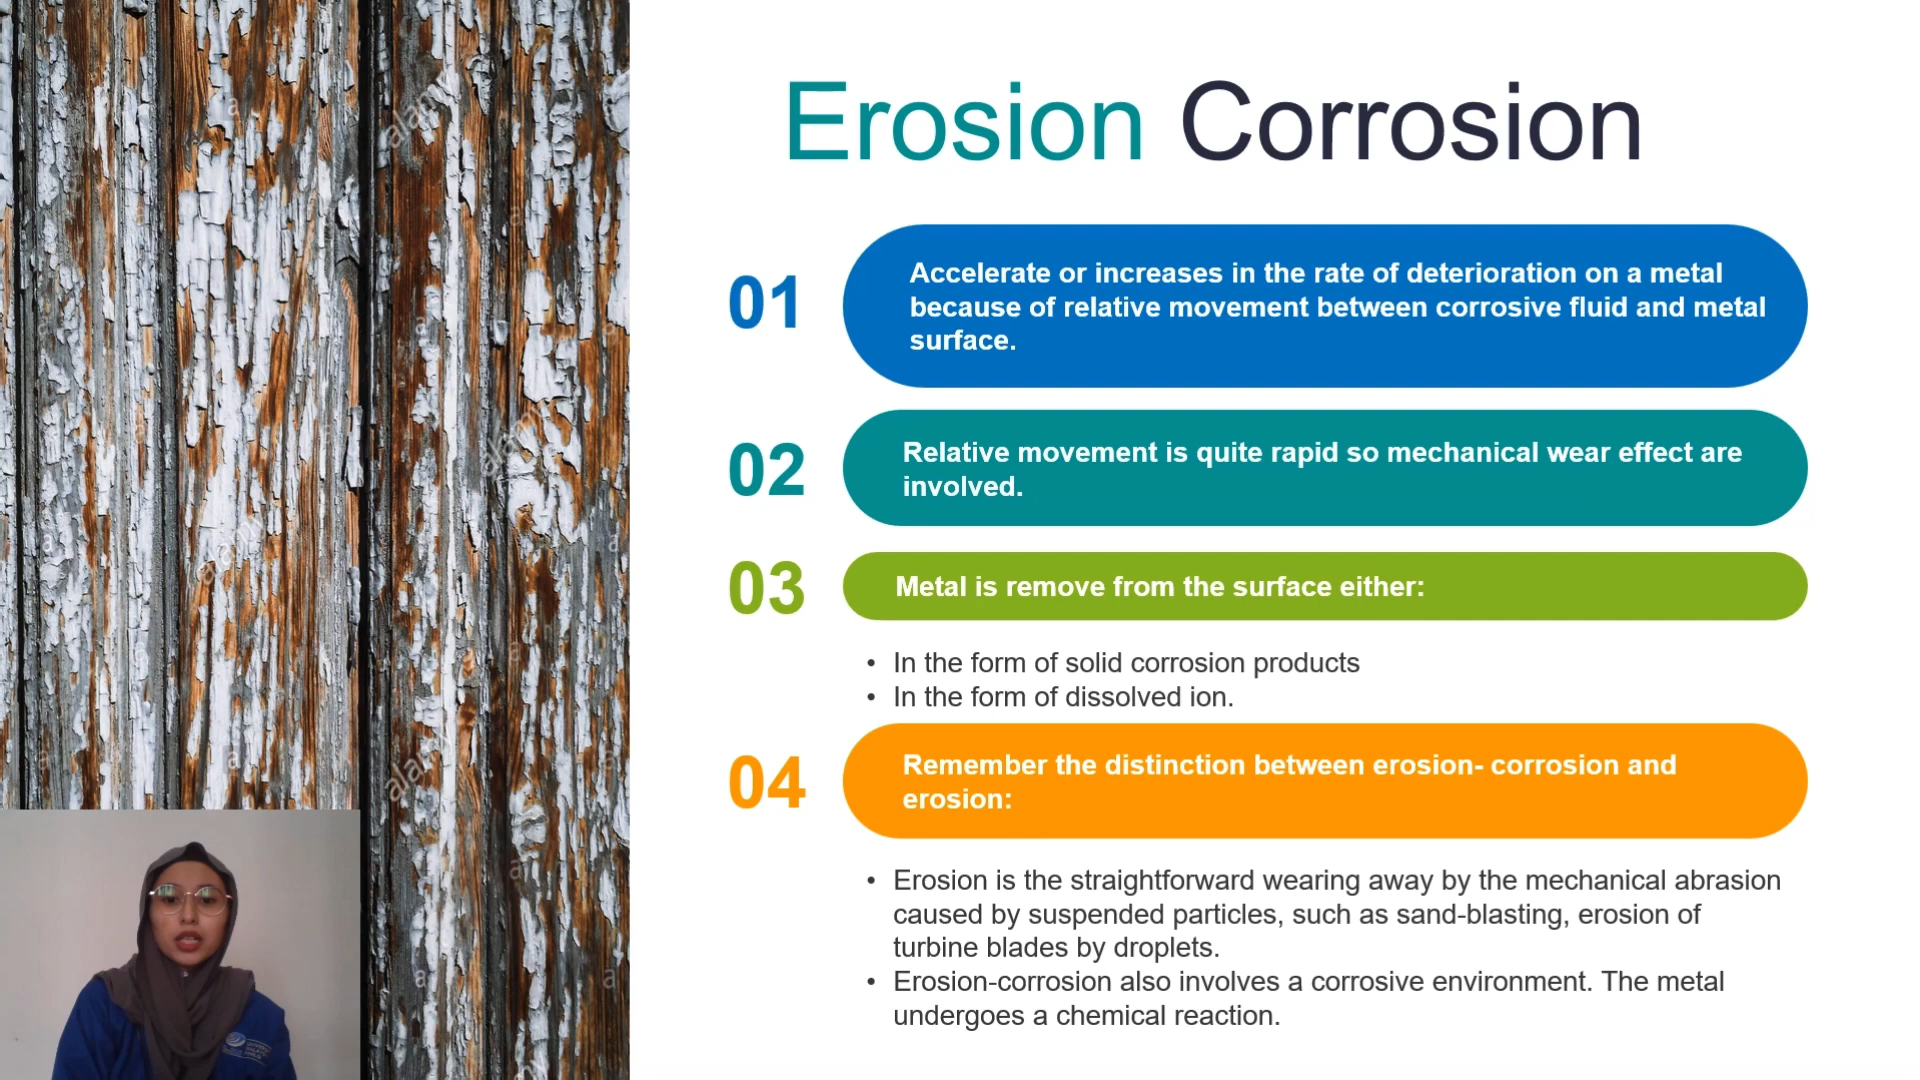 Erosion Corrosion
01
Accelerate or increases in the rate of deterioration on a metal
because of relative movement between corrosive fluid and metal
surface.
02
Relative movement is quite rapid so mechanical wear effect are
involved.
03
Metal is remove from the surface either:
• In the form of solid corrosion products
• In the form of dissolved ion.
04
Remember the distinction between erosion- corrosion and
erosion:
• Erosion is the straightforward wearing away by the mechanical abrasion
caused by suspended particles, such as sand-blasting, erosion of
turbine blades by droplets.
• Erosion-corrosion also involves a corrosive environment. The metal
undergoes a chemical reaction.
alamy
alamy
alamy
alamy
a
a
a
a
a
a